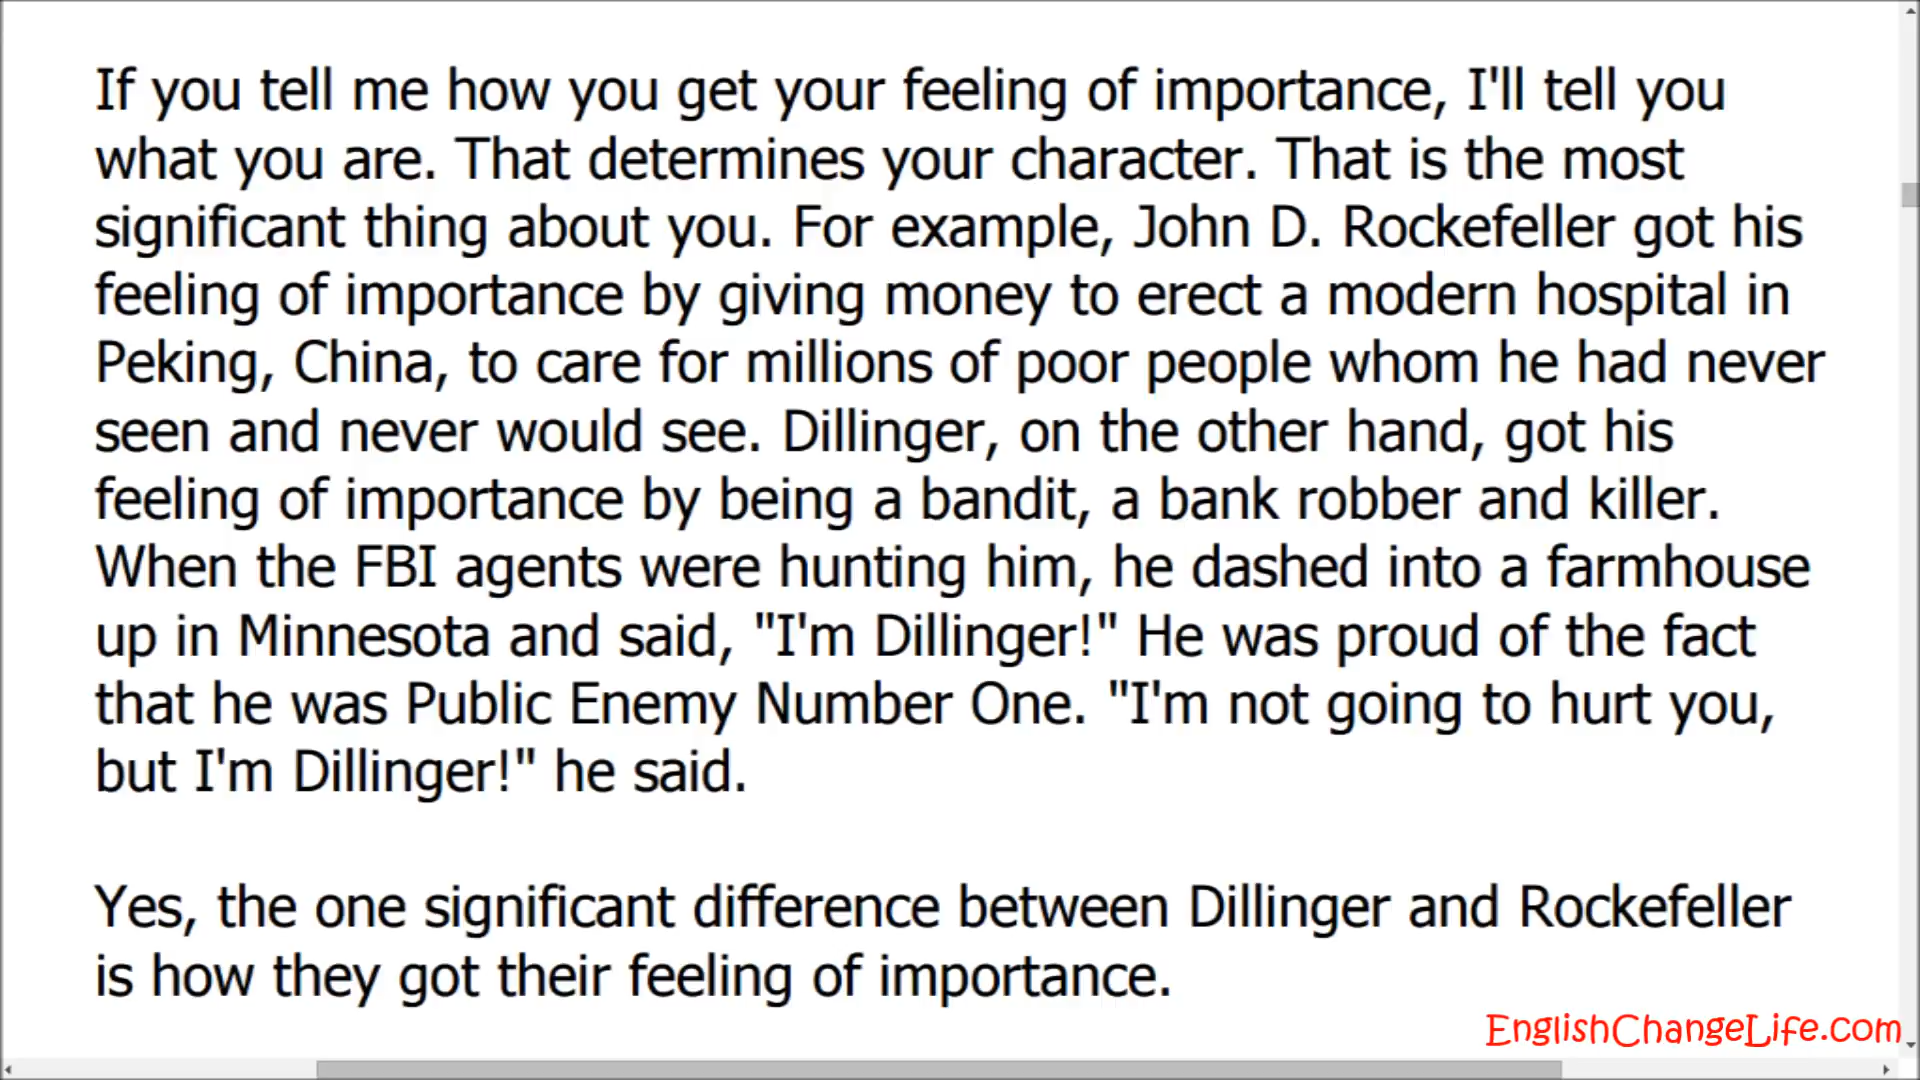 If you tell me how you get your feeling of importance, I'll tell you
what you are. That determines your character. That is the most
significant thing about you. For example, John D. Rockefeller got his
feeling of importance by giving money to erect a modern hospital in
Peking, China, to care for millions of poor people whom he had never
seen and never would see. Dillinger, on the other hand, got his
feeling of importance by being a bandit, a bank robber and killer.
When the FBI agents were hunting him, he dashed into a farmhouse
up in Minnesota and said, "I'm Dillinger!" He was proud of the fact
that he was Public Enemy Number One. "I'm not going to hurt you,
but I'm Dillinger!" he said.
Yes, the one significant difference between Dillinger and Rockefeller
is how they got their feeling of importance.
EnglishChangeLife.com